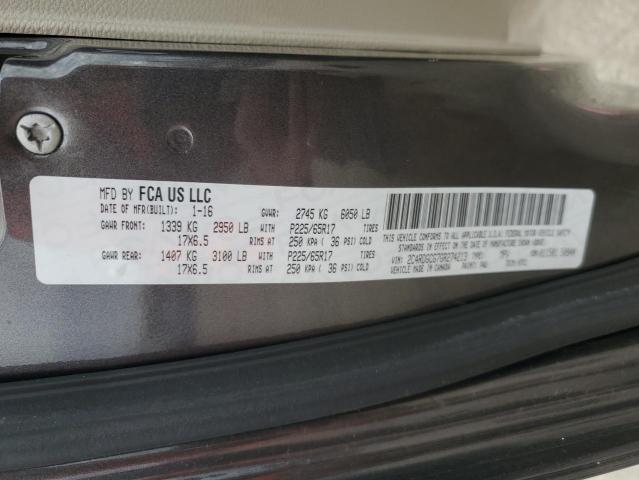 MFD BY FCA US LLC
DATE OF MFR(BUILT): 1-16 GVWR: 2745 KG 6050 LB
GAWR FRONT: 1339 KG 2950 LB WITH P225/65R17 TIRES
17X6.5 RIMS AT 250 KPA ( 36 PSI) COLD
GAWR REAR: 1407 KG 3100 LB WITH P225/65R17 TIRES
17X6.5 RIMS AT 250 KPA ( 36 PSI) COLD
THIS VEHICLE CONFORMS TO ALL APPLICABLE U.S.A. FEDERAL MOTOR VEHICLE SAFETY
STANDARDS IN EFFECT ON THE DATE OF MANUFACTURE SHOWN ABOVE.
VIN: TYPE: MPV
VEHICLE MADE IN CANADA PAINT: